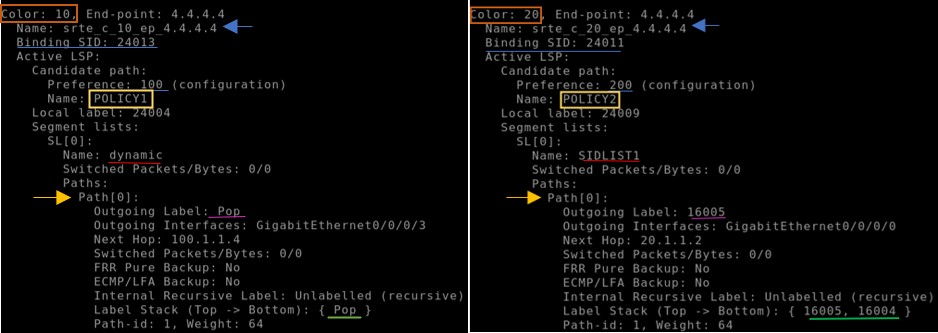 Color: 10, End-point: 4.4.4.4
Name: srte_c_10_ep_4.4.4.4
Binding SID: 24013
Active LSP:
Candidate path:
Preference: 100 (configuration)
Name: POLICY1
Local label: 24004
Segment lists:
SL[0]:
Name: dynamic
Switched Packets/Bytes: 0/0
Paths:
Path[0]:
Outgoing Label: Pop
Outgoing Interfaces: GigabitEthernet0/0/0/3
Next Hop: 100.1.1.4
Switched Packets/Bytes: 0/0
FRR Pure Backup: No
ECMP/LFA Backup: No
Internal Recursive Label: Unlabelled (recursive)
Label Stack (Top -> Bottom): { Pop }
Path-id: 1, Weight: 64
Color: 20, End-point: 4.4.4.4
Name: srte_c_20_ep_4.4.4.4
Binding SID: 24011
Active LSP:
Candidate path:
Preference: 200 (configuration)
Name: POLICY2
Local label: 24009
Segment lists:
SL[0]:
Name: SIDLIST1
Switched Packets/Bytes: 0/0
Paths:
Path[0]:
Outgoing Label: 16005
Outgoing Interfaces: GigabitEthernet0/0/0/0
Next Hop: 20.1.1.2
Switched Packets/Bytes: 0/0
FRR Pure Backup: No
ECMP/LFA Backup: No
Internal Recursive Label: Unlabelled (recursive)
Label Stack (Top -> Bottom): { 16005, 16004 }
Path-id: 1, Weight: 64